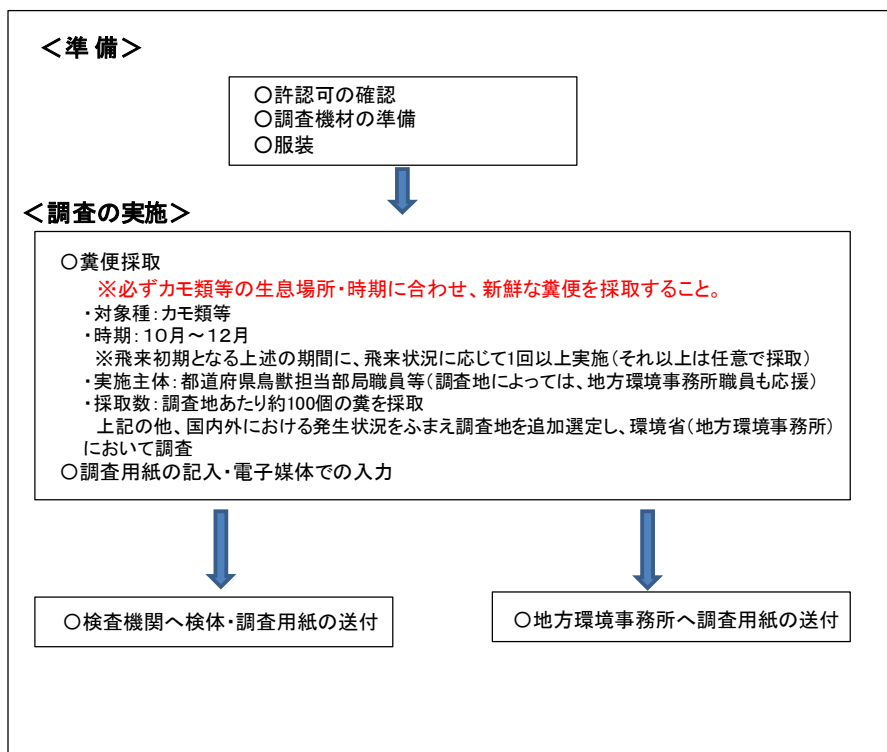 ＜準 備＞
○許認可の確認
○調査機材の準備
○服装
＜調査の実施＞
○糞便採取
※必ずカモ類等の生息場所・時期に合わせ、新鮮な糞便を採取すること。
・対象種：カモ類等
・時期：１０月～１２月
※飛来初期となる上述の期間に、飛来状況に応じて1回以上実施（それ以上は任意で採取）
・実施主体：都道府県鳥獣担当部局職員等（調査地によっては、地方環境事務所職員も応援）
・採取数：調査地あたり約100個の糞を採取
上記の他、国内外における発生状況をふまえ調査地を追加選定し、環境省（地方環境事務所）
において調査
○調査用紙の記入・電子媒体での入力
○検査機関へ検体・調査用紙の送付
○地方環境事務所へ調査用紙の送付